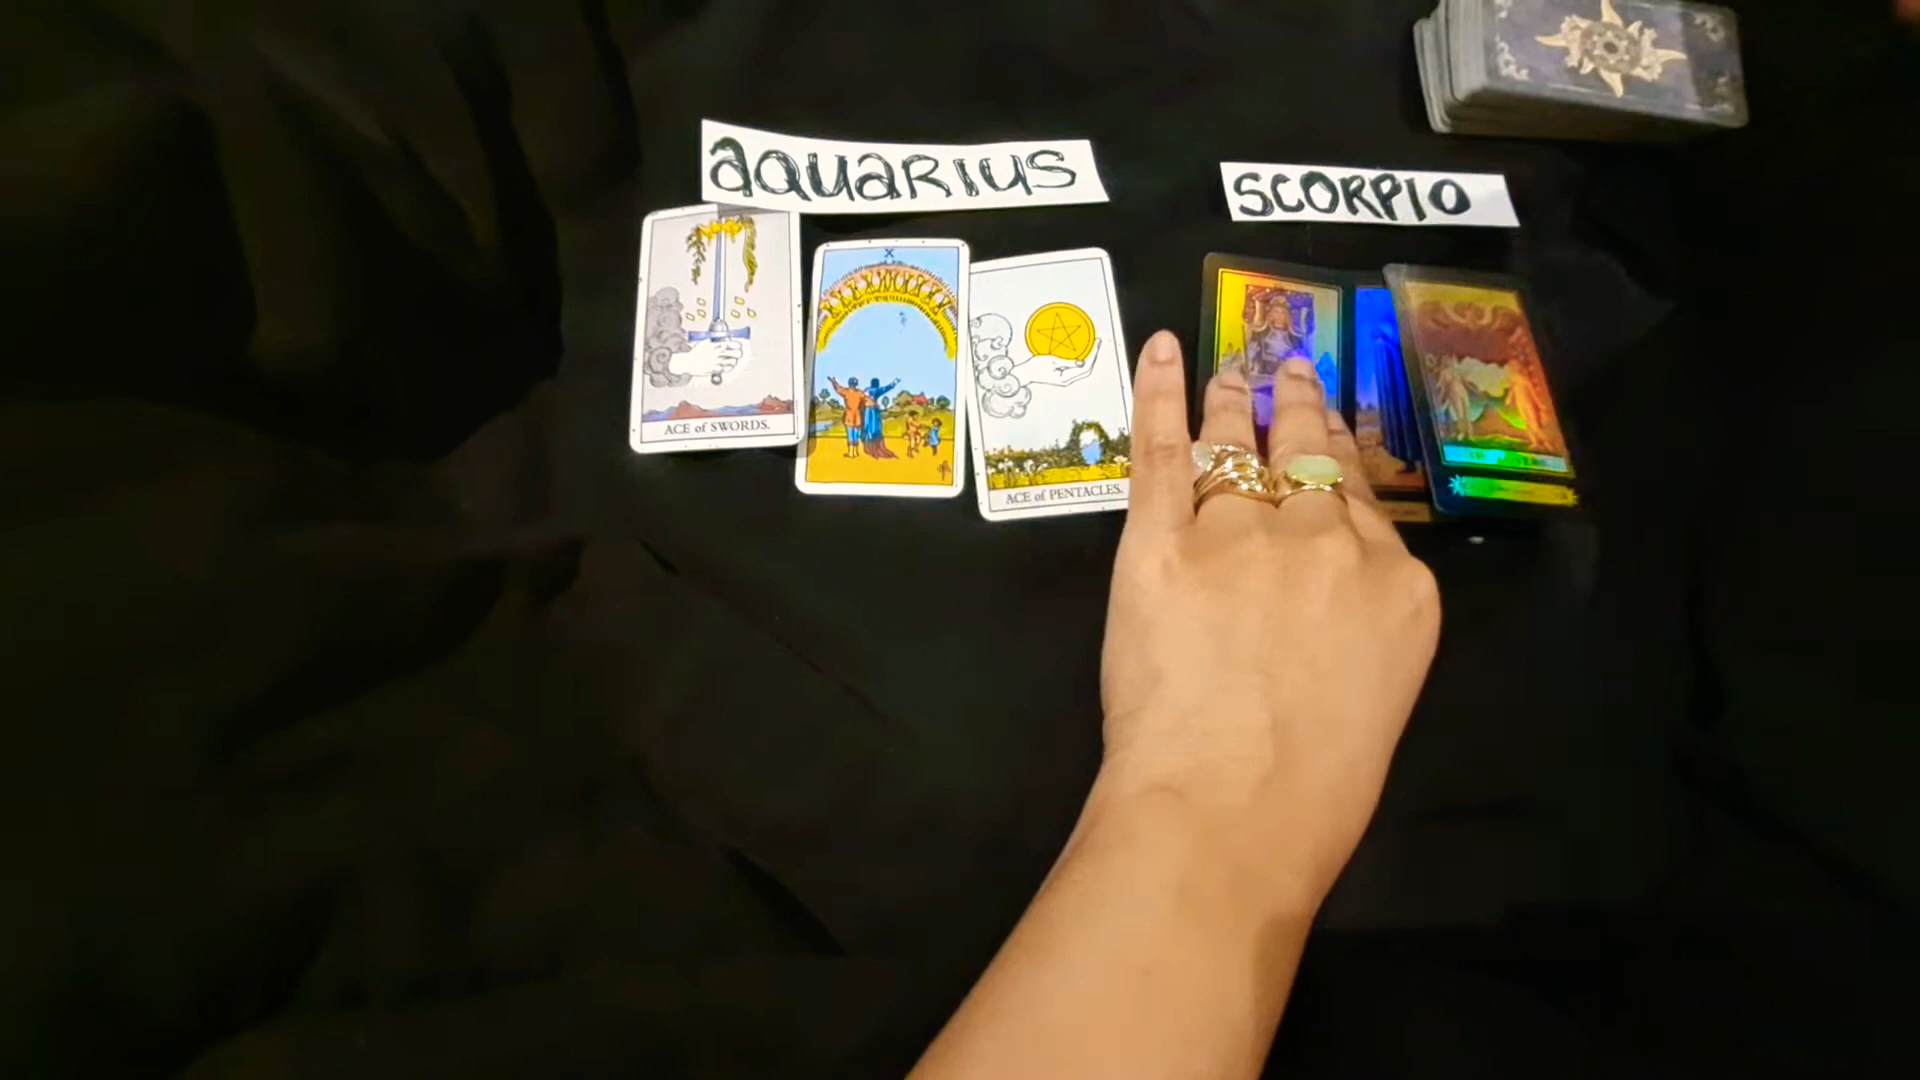 aQUaRIUS
SCORPIO
X
ACE of SWORDS.
ACE of PENTACLES.